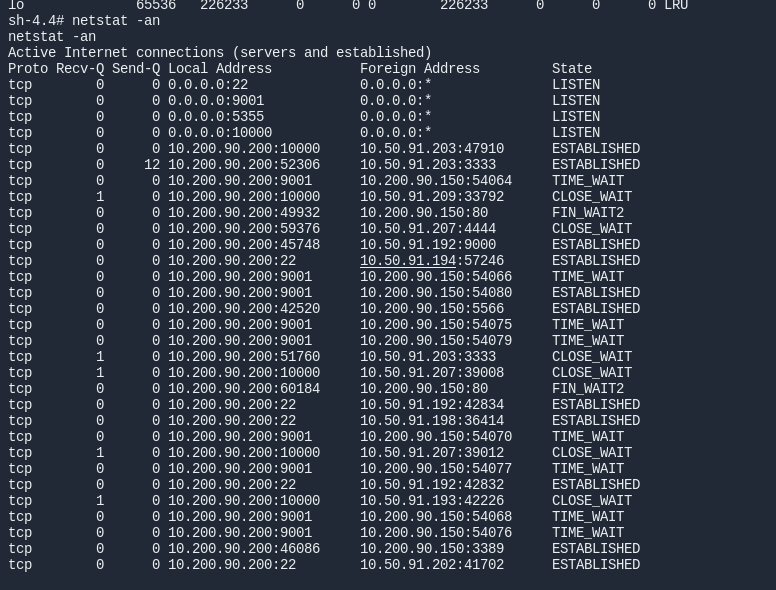 lo              65536   226233      0      0 0        226233      0      0      0 LRU
sh-4.4# netstat -an
netstat -an
Active Internet connections (servers and established)
Proto Recv-Q Send-Q Local Address           Foreign Address         State
tcp        0      0 0.0.0.0:22              0.0.0.0:*               LISTEN
tcp        0      0 0.0.0.0:9001            0.0.0.0:*               LISTEN
tcp        0      0 0.0.0.0:5355            0.0.0.0:*               LISTEN
tcp        0      0 0.0.0.0:10000           0.0.0.0:*               LISTEN
tcp        0      0 10.200.90.200:10000     10.50.91.203:47910      ESTABLISHED
tcp        0     12 10.200.90.200:52306     10.50.91.203:3333       ESTABLISHED
tcp        0      0 10.200.90.200:9001      10.200.90.150:54064     TIME_WAIT
tcp        1      0 10.200.90.200:10000     10.50.91.209:33792      CLOSE_WAIT
tcp        0      0 10.200.90.200:49932     10.200.90.150:80        FIN_WAIT2
tcp        0      0 10.200.90.200:59376     10.50.91.207:4444       CLOSE_WAIT
tcp        0      0 10.200.90.200:45748     10.50.91.192:9000       ESTABLISHED
tcp        0      0 10.200.90.200:22        10.50.91.194:57246      ESTABLISHED
tcp        0      0 10.200.90.200:9001      10.200.90.150:54066     TIME_WAIT
tcp        0      0 10.200.90.200:9001      10.200.90.150:54080     ESTABLISHED
tcp        0      0 10.200.90.200:42520     10.200.90.150:5566      ESTABLISHED
tcp        0      0 10.200.90.200:9001      10.200.90.150:54075     TIME_WAIT
tcp        0      0 10.200.90.200:9001      10.200.90.150:54079     TIME_WAIT
tcp        1      0 10.200.90.200:51760     10.50.91.203:3333       CLOSE_WAIT
tcp        1      0 10.200.90.200:10000     10.50.91.207:39008      CLOSE_WAIT
tcp        0      0 10.200.90.200:60184     10.200.90.150:80        FIN_WAIT2
tcp        0      0 10.200.90.200:22        10.50.91.192:42834      ESTABLISHED
tcp        0      0 10.200.90.200:22        10.50.91.198:36414      ESTABLISHED
tcp        0      0 10.200.90.200:9001      10.200.90.150:54070     TIME_WAIT
tcp        1      0 10.200.90.200:10000     10.50.91.207:39012      CLOSE_WAIT
tcp        0      0 10.200.90.200:9001      10.200.90.150:54077     TIME_WAIT
tcp        0      0 10.200.90.200:22        10.50.91.192:42832      ESTABLISHED
tcp        1      0 10.200.90.200:10000     10.50.91.193:42226      CLOSE_WAIT
tcp        0      0 10.200.90.200:9001      10.200.90.150:54068     TIME_WAIT
tcp        0      0 10.200.90.200:9001      10.200.90.150:54076     TIME_WAIT
tcp        0      0 10.200.90.200:46086     10.200.90.150:3389      ESTABLISHED
tcp        0      0 10.200.90.200:22        10.50.91.202:41702      ESTABLISHED